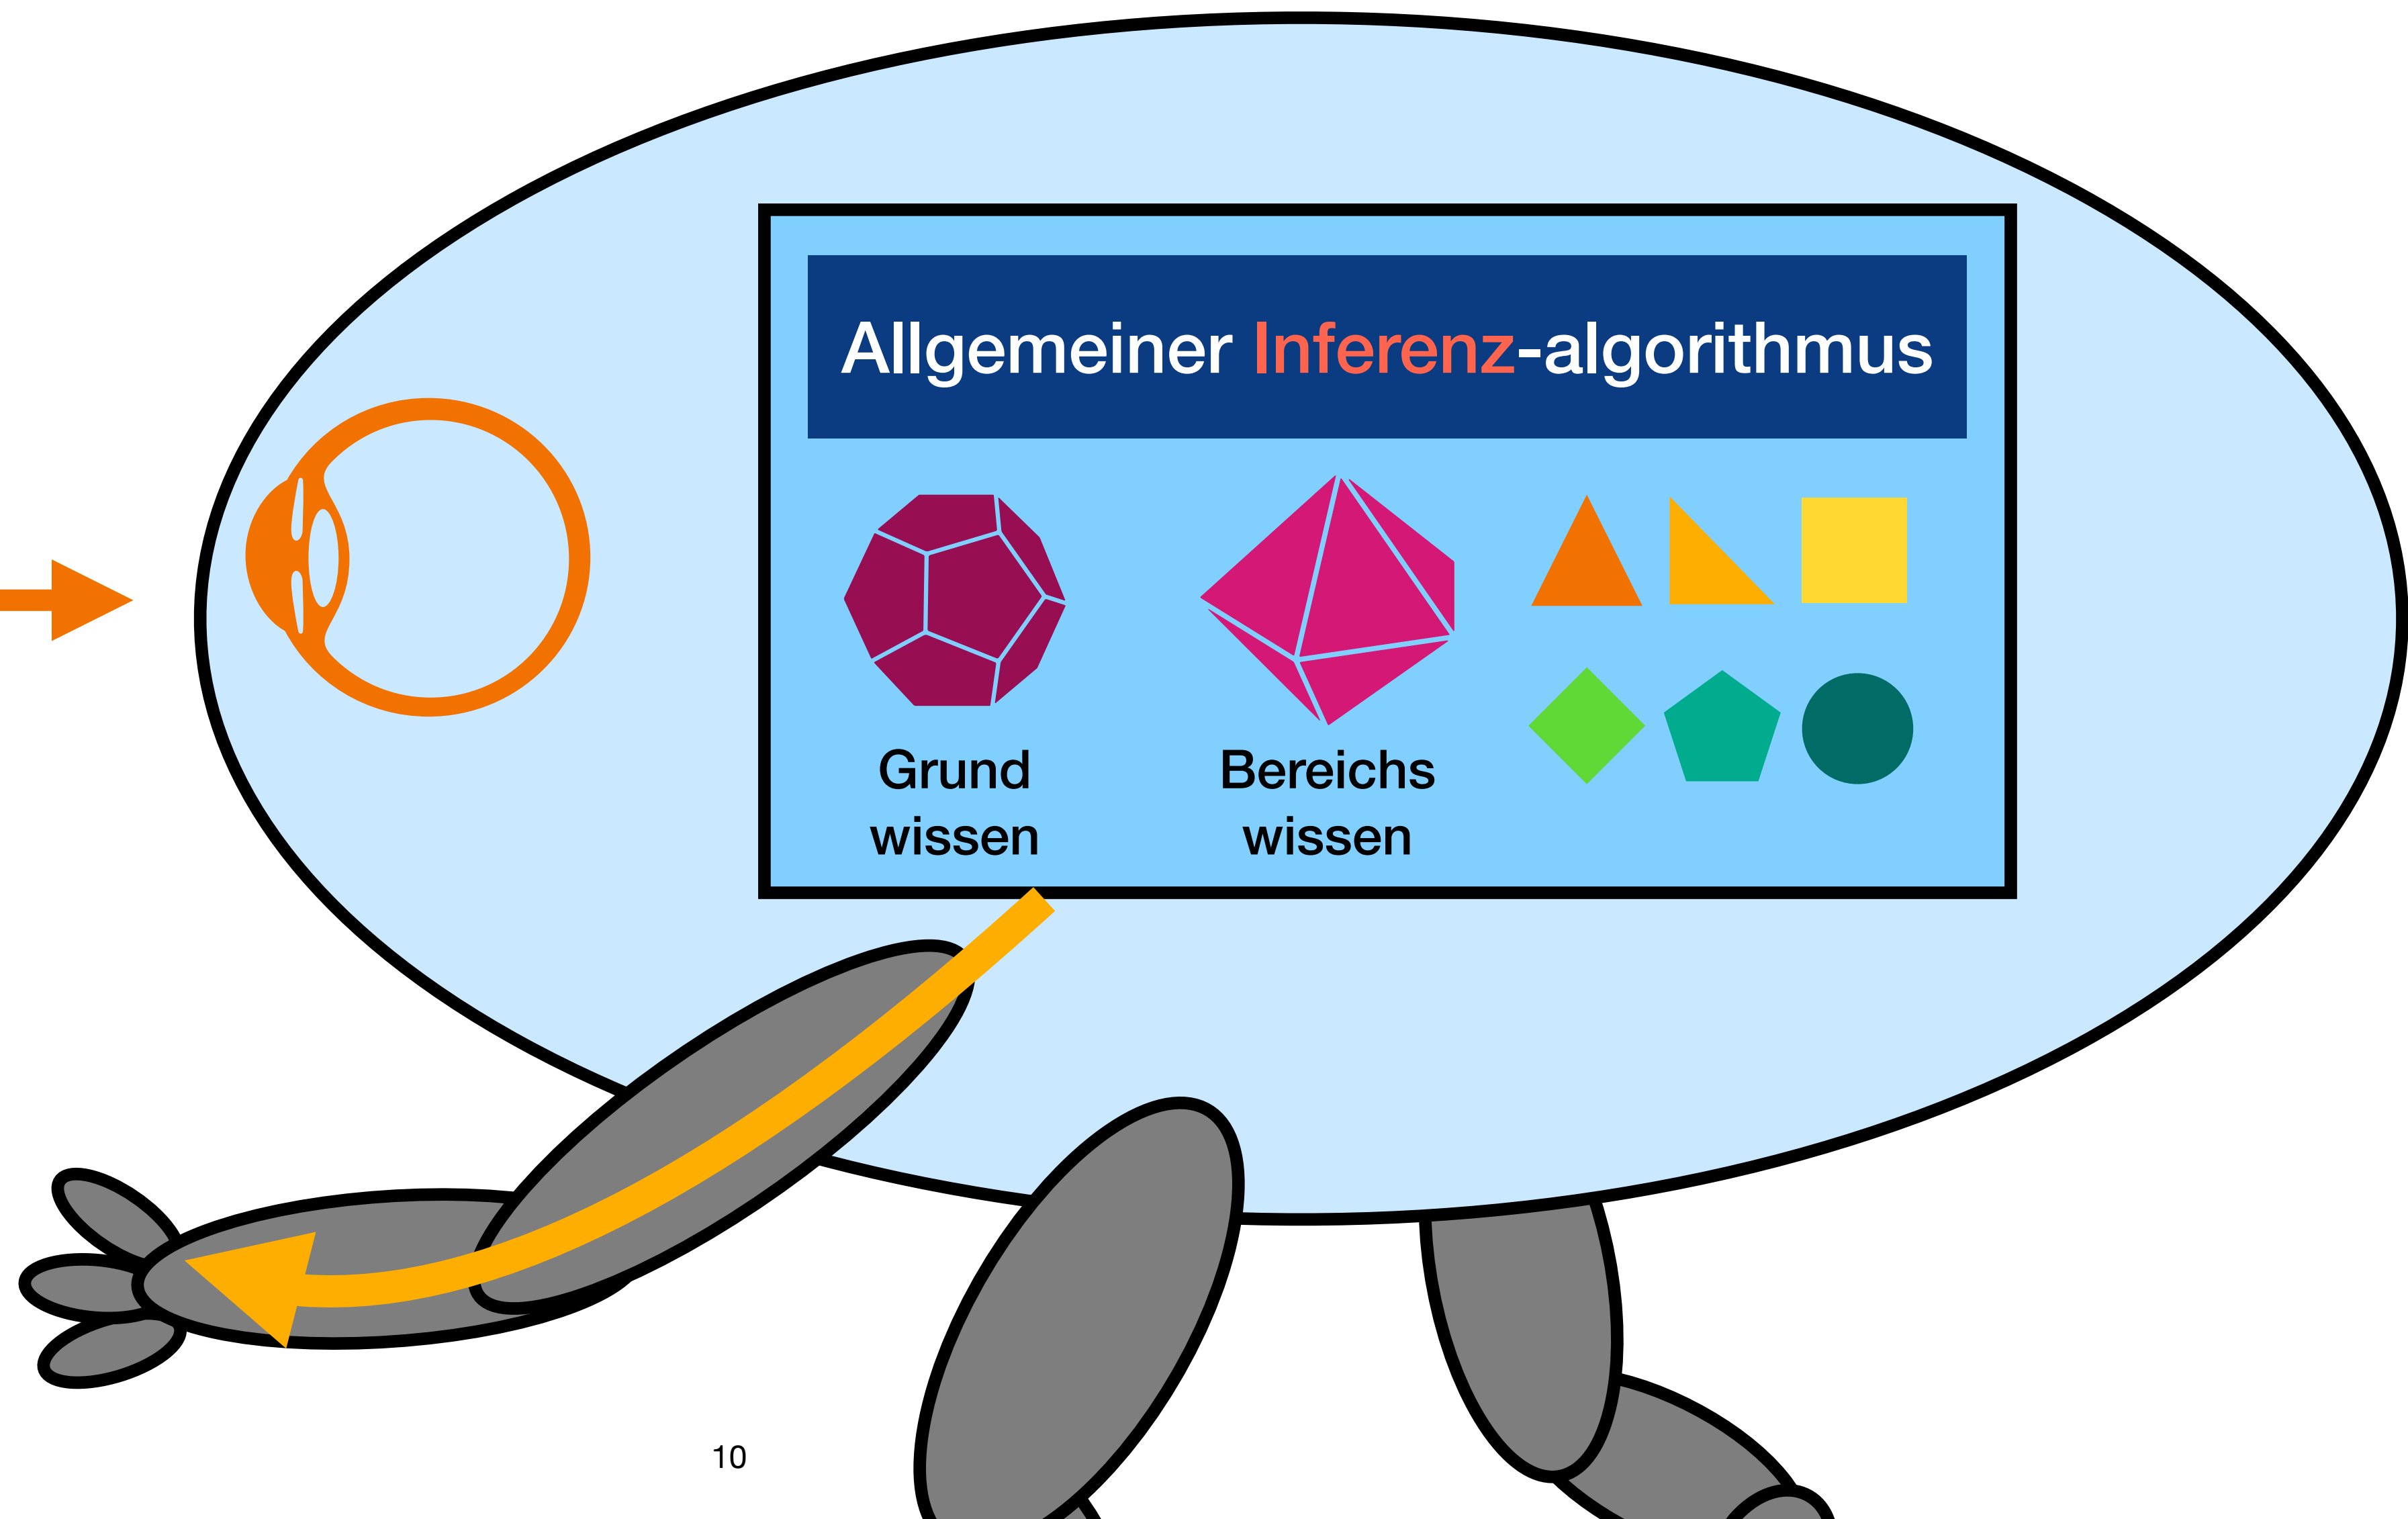 Allgemeiner Inferenz-algorithmus
Grund
wissen
Bereichs
wissen
10